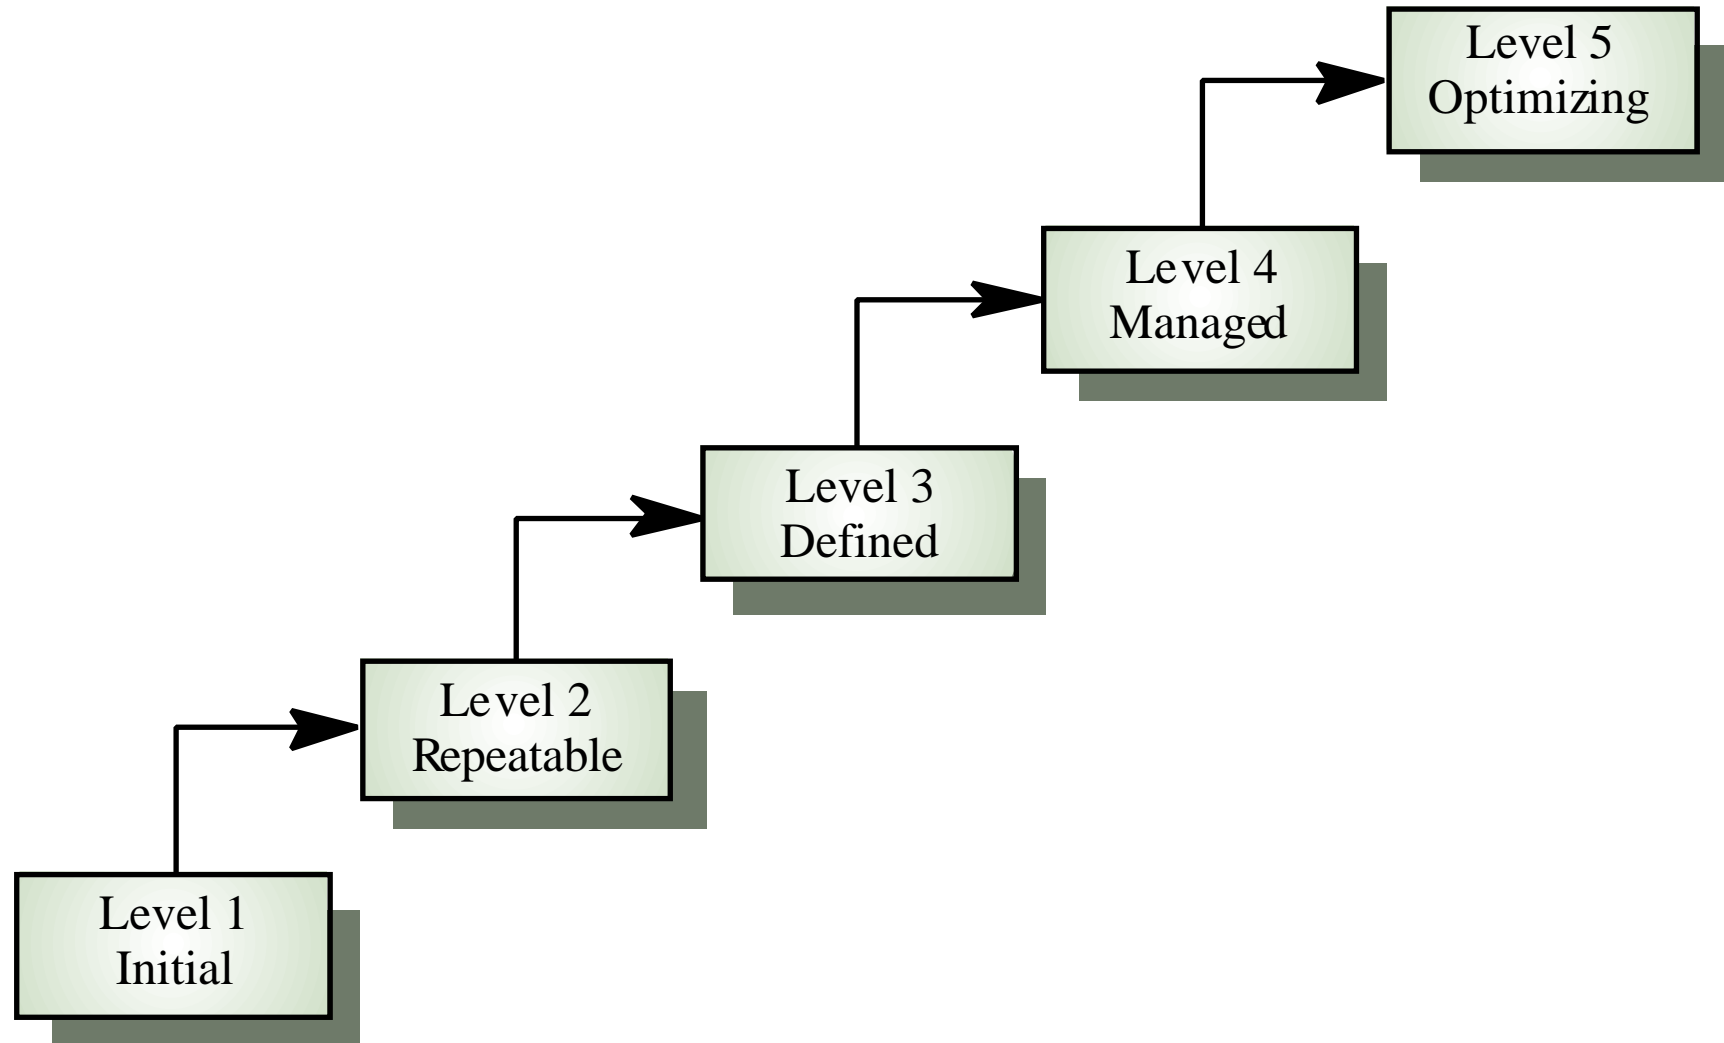 Level 5
Optimizing
Level 4
Managed
Level 3
Defined
Level 2
Repeatable
Level 1
Initial